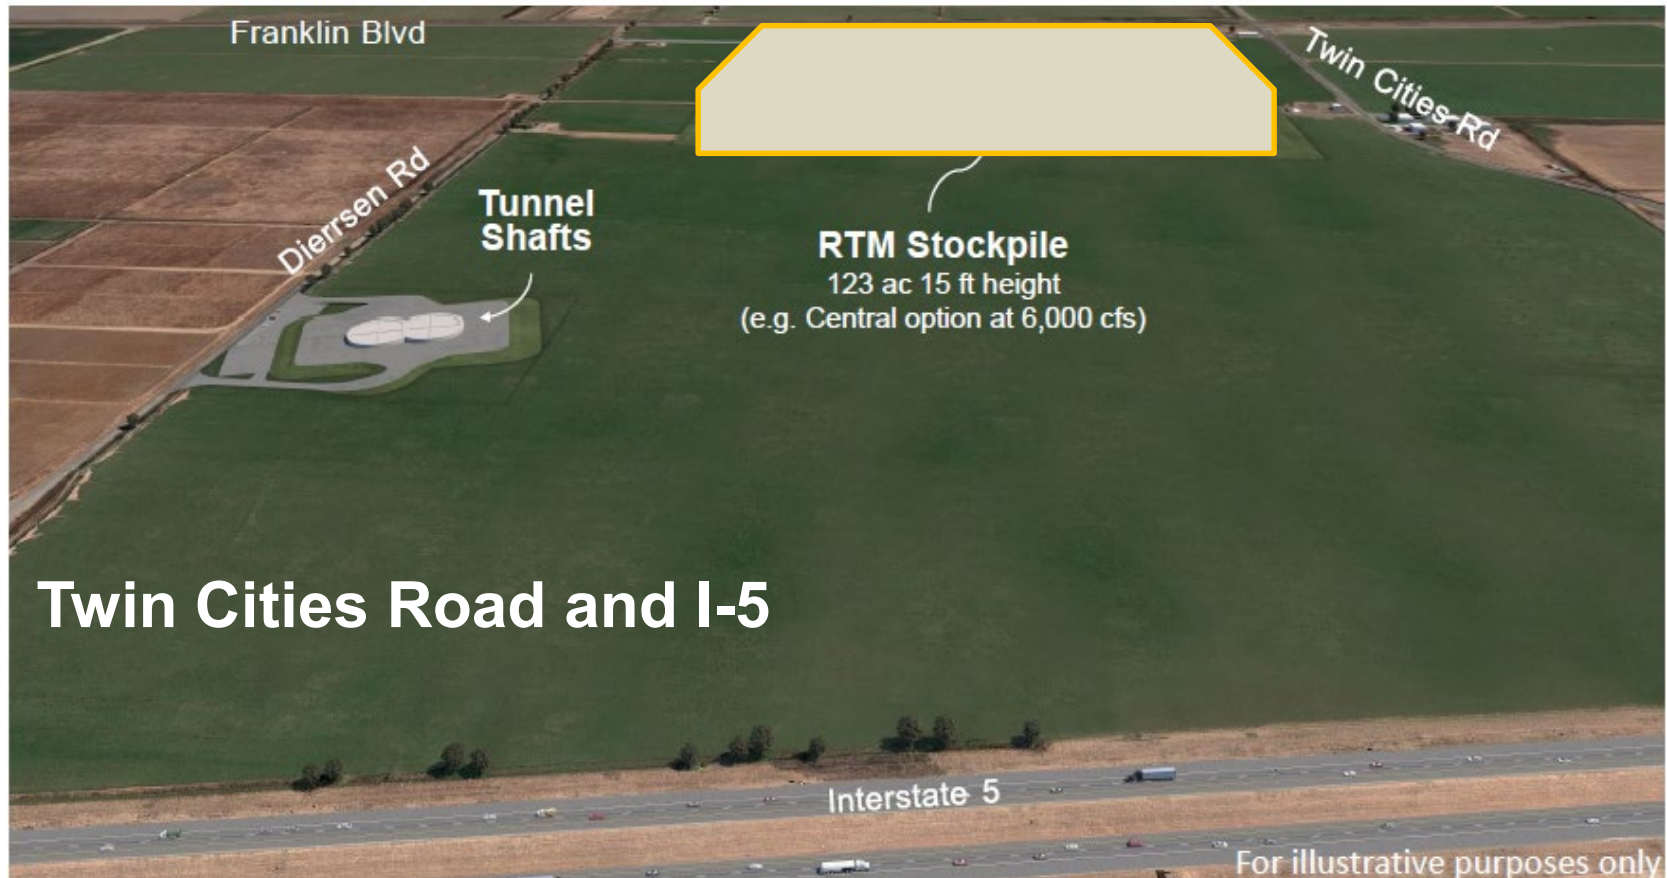 Franklin Blvd
Twin Cities Rd
Dierrsen Rd
Tunnel
Shafts
RTM Stockpile
123 ac 15 ft height
(e.g. Central option at 6,000 cfs)
Twin Cities Road and I-5
Interstate 5
For illustrative purposes only